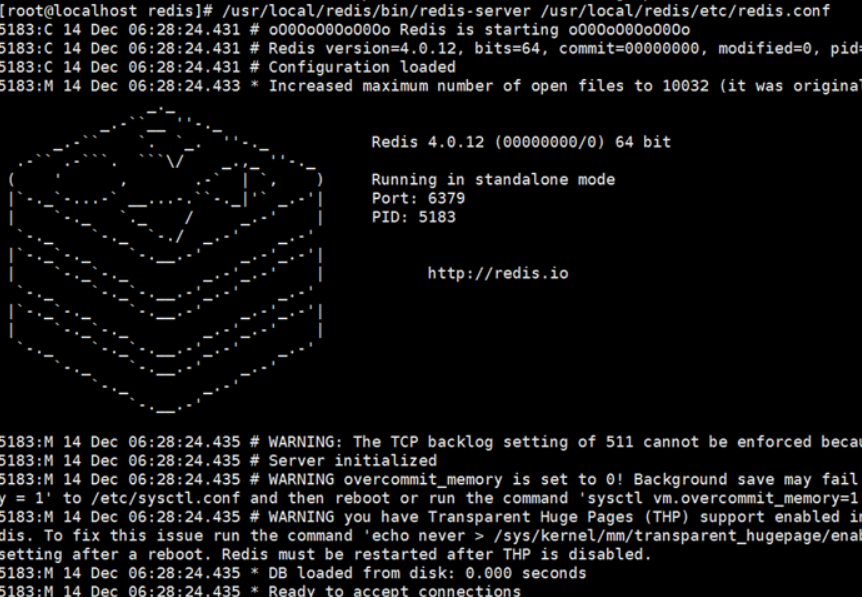 [root@localhost redis]# /usr/local/redis/bin/redis-server /usr/local/redis/etc/redis.conf
5183:C 14 Dec 06:28:24.431 # oO0OoO0OoO0Oo Redis is starting oO0OoO0OoO0Oo
5183:C 14 Dec 06:28:24.431 # Redis version=4.0.12, bits=64, commit=00000000, modified=0, pid=
5183:C 14 Dec 06:28:24.431 # Configuration loaded
5183:M 14 Dec 06:28:24.433 * Increased maximum number of open files to 10032 (it was original
Redis 4.0.12 (00000000/0) 64 bit
Running in standalone mode
Port: 6379
PID: 5183
http://redis.io
5183:M 14 Dec 06:28:24.435 # WARNING: The TCP backlog setting of 511 cannot be enforced becau
5183:M 14 Dec 06:28:24.435 # Server initialized
5183:M 14 Dec 06:28:24.435 # WARNING overcommit_memory is set to 0! Background save may fail
y = 1' to /etc/sysctl.conf and then reboot or run the command 'sysctl vm.overcommit_memory=1
5183:M 14 Dec 06:28:24.435 # WARNING you have Transparent Huge Pages (THP) support enabled in
dis. To fix this issue run the command 'echo never > /sys/kernel/mm/transparent_hugepage/enab
setting after a reboot. Redis must be restarted after THP is disabled.
5183:M 14 Dec 06:28:24.435 * DB loaded from disk: 0.000 seconds
5183:M 14 Dec 06:28:24.435 * Ready to accept connections